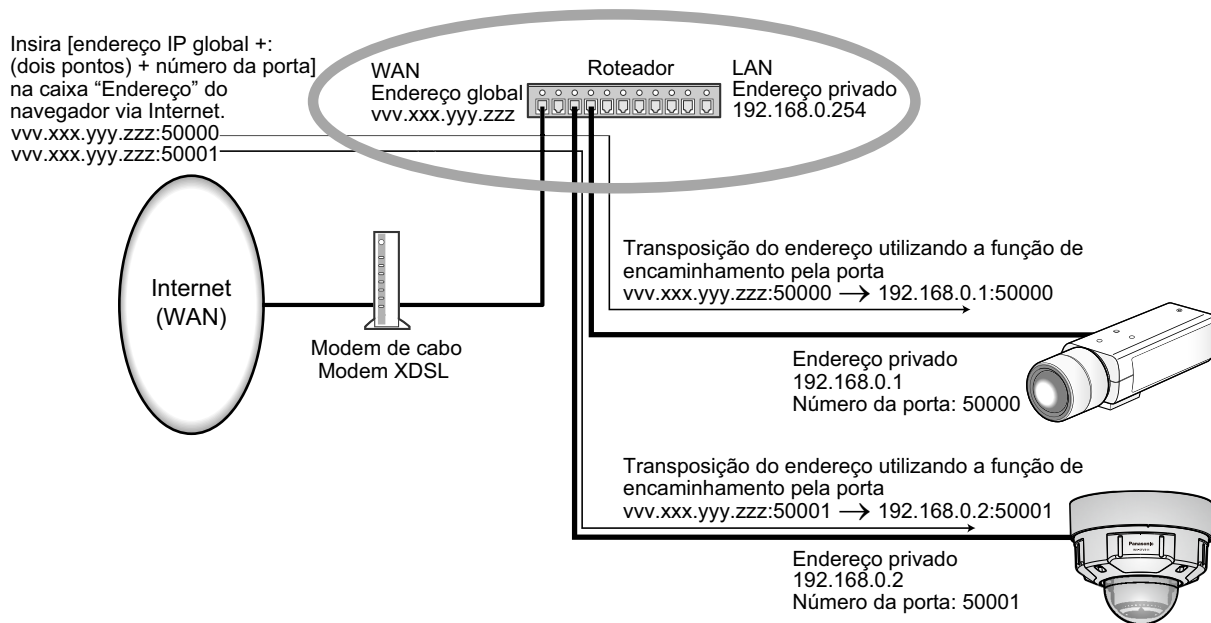 Insira [endereço IP global +:
(dois pontos) + número da porta]
na caixa “Endereço” do
navegador via Internet.
vvv.xxx.yyy.zzz:50000
vvv.xxx.yyy.zzz:50001
WAN
Endereço global
vvv.xxx.yyy.zzz
Roteador
LAN
Endereço privado
192.168.0.254
Internet
(WAN)
Modem de cabo
Modem XDSL
Transposição do endereço utilizando a função de
encaminhamento pela porta
vvv.xxx.yyy.zzz:50000 → 192.168.0.1:50000
Endereço privado
192.168.0.1
Número da porta: 50000
Transposição do endereço utilizando a função de
encaminhamento pela porta
vvv.xxx.yyy.zzz:50001 → 192.168.0.2:50001
Panasonic
Endereço privado
192.168.0.2
Número da porta: 50001